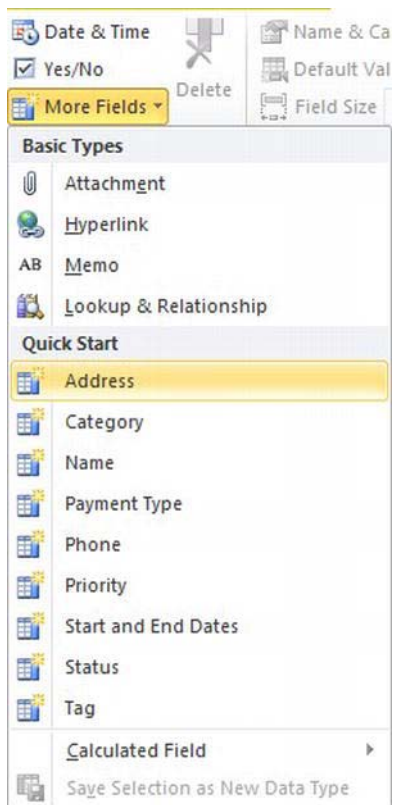 Date & Time
Yes/No
More Fields
Delete
Name & Ca
Default Val
Field Size
Basic Types
Attachment
Hyperlink
AB Memo
Lookup & Relationship
Quick Start
Address
Category
Name
Payment Type
Phone
Priority
Start and End Dates
Status
Tag
Calculated Field
Save Selection as New Data Type